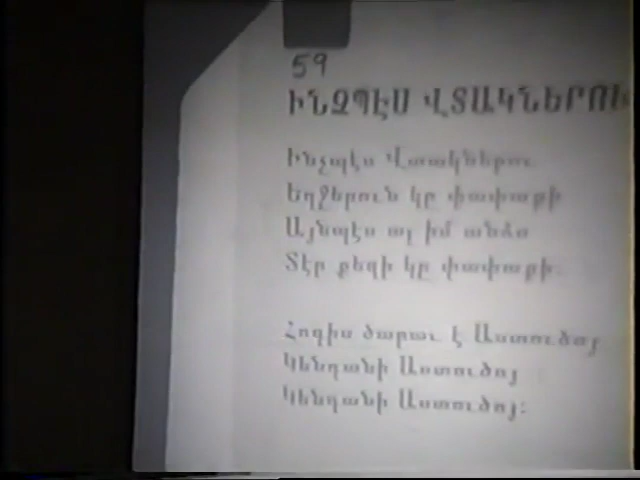 59
ԻՆՉՊԷՍ ՎՏԱԿՆԵՐՈՒ
Ինչպէս Վտակներու
Եղջերուն կը փափաքի
Այնպէս ալ իմ անձս
Տէր քեզի կը փափաքի:
Հոգիս ծարաւ է Աստուծոյ
Կենդանի Աստուծոյ
Կենդանի Աստուծոյ: